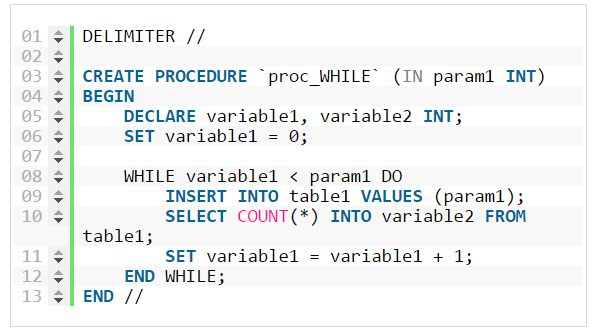 01 DELIMITER //
02
03 CREATE PROCEDURE `proc_WHILE` (IN param1 INT)
04 BEGIN
05     DECLARE variable1, variable2 INT;
06     SET variable1 = 0;
07
08     WHILE variable1 < param1 DO
09         INSERT INTO table1 VALUES (param1);
10         SELECT COUNT(*) INTO variable2 FROM
table1;
11         SET variable1 = variable1 + 1;
12     END WHILE;
13 END //